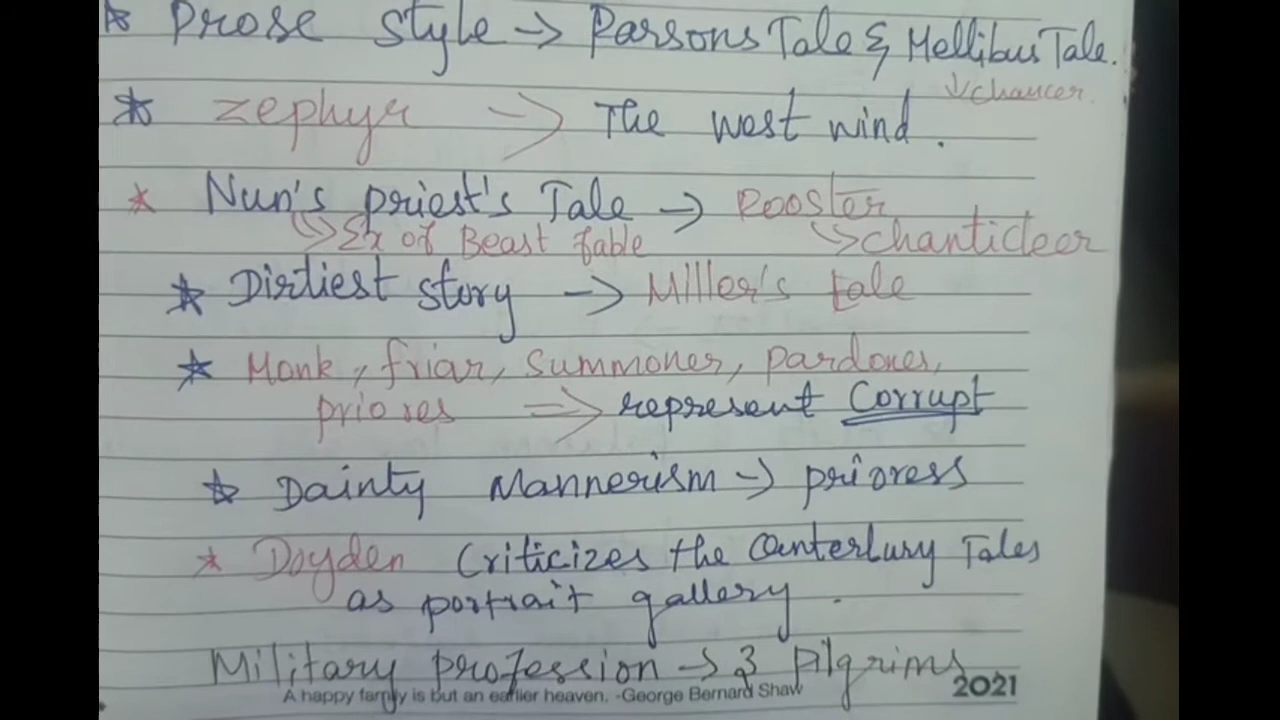 * Prose style → Parsons Tale & Mellibus Tale.
↓ chaucer.
* Zephyr → The west wind.
* Nun's priest's Tale → Rooster
↳ Ex of Beast fable ↳ chanticleer
* Dirtiest story → Miller's tale
* Monk, friar, summoner, pardoner,
priores ⇒ represent Corrupt
* Dainty Mannerism → prioress
* Doyden Criticizes the Canterbury Tales
as portrait gallery.
Military profession → 3 pilgrims
A happy family is but an earlier heaven. -George Bernard Shaw 2021